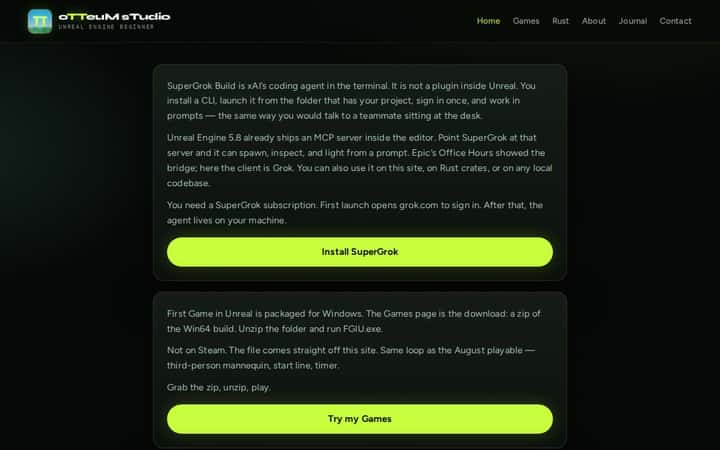 oTTeuM sTudio
UNREAL ENGINE BEGINNER
Home Games Rust About Journal Contact
SuperGrok Build is xAI's coding agent in the terminal. It is not a plugin inside Unreal. You
install a CLI, launch it from the folder that has your project, sign in once, and work in
prompts — the same way you would talk to a teammate sitting at the desk.
Unreal Engine 5.8 already ships an MCP server inside the editor. Point SuperGrok at that
server and it can spawn, inspect, and light from a prompt. Epic's Office Hours showed the
bridge; here the client is Grok. You can also use it on this site, on Rust crates, or on any local
codebase.
You need a SuperGrok subscription. First launch opens grok.com to sign in. After that, the
agent lives on your machine.
Install SuperGrok
First Game in Unreal is packaged for Windows. The Games page is the download: a zip of
the Win64 build. Unzip the folder and run FGIU.exe.
Not on Steam. The file comes straight off this site. Same loop as the August playable —
third-person mannequin, start line, timer.
Grab the zip, unzip, play.
Try my Games